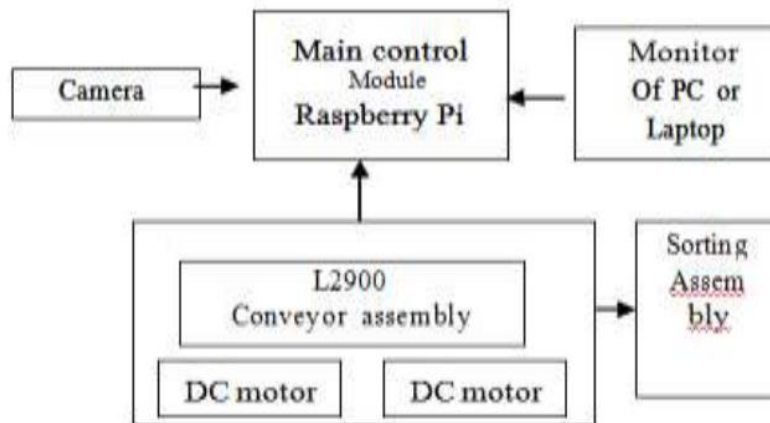 Camera
Main control
Module
Raspberry Pi
Monitor
Of PC or
Laptop
L2900
Conveyor assembly
DC motor
DC motor
Sorting
Assem
bly